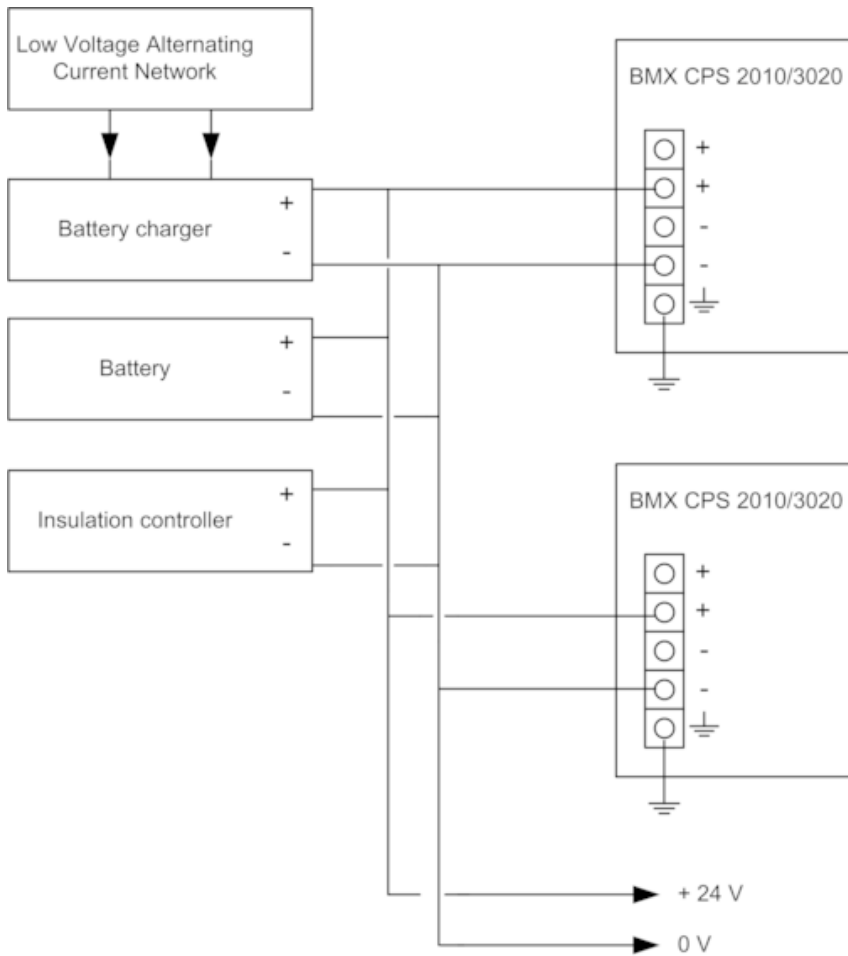 Low Voltage Alternating
Current Network
Battery charger
+
-
Battery
+
-
Insulation controller
+
-
BMX CPS 2010/3020
+
+
-
-
BMX CPS 2010/3020
+
+
-
-
+ 24 V
0 V